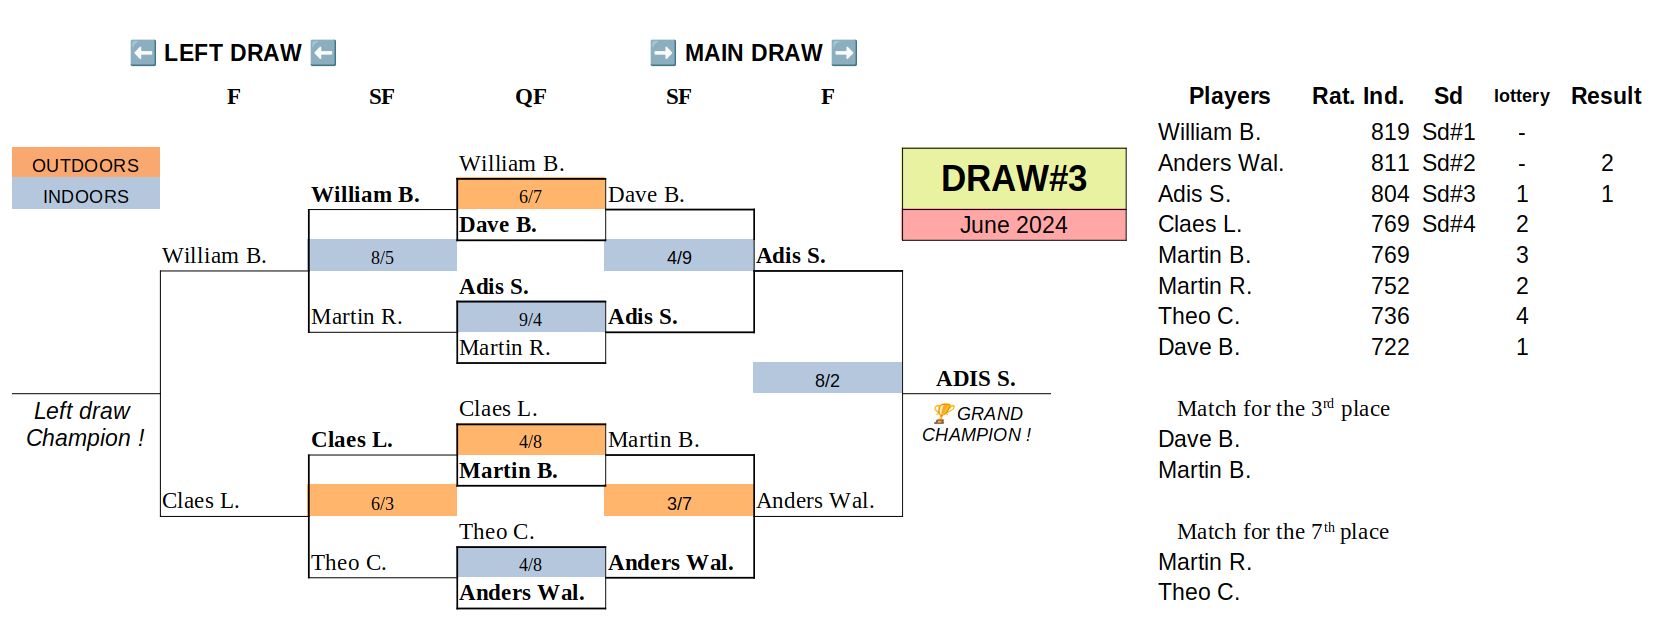 ⬅️ LEFT DRAW ⬅️
➡️ MAIN DRAW ➡️
F SF QF SF F
Players Rat. Ind. Sd lottery Result
OUTDOORS
INDOORS
William B.
William B. 6/7 Dave B.
Dave B.
William B. 8/5 4/9 Adis S.
Adis S.
Martin R. 9/4 Adis S.
Martin R.
8/2 ADIS S.
Left draw
Champion !
🏆GRAND
CHAMPION !
Claes L.
Claes L. 4/8 Martin B.
Martin B.
Claes L. 6/3 3/7 Anders Wal.
Theo C.
Theo C. 4/8 Anders Wal.
Anders Wal.
DRAW#3
June 2024
William B. 819 Sd#1 -
Anders Wal. 811 Sd#2 - 2
Adis S. 804 Sd#3 1 1
Claes L. 769 Sd#4 2
Martin B. 769 3
Martin R. 752 2
Theo C. 736 4
Dave B. 722 1
Match for the 3rd place
Dave B.
Martin B.
Match for the 7th place
Martin R.
Theo C.